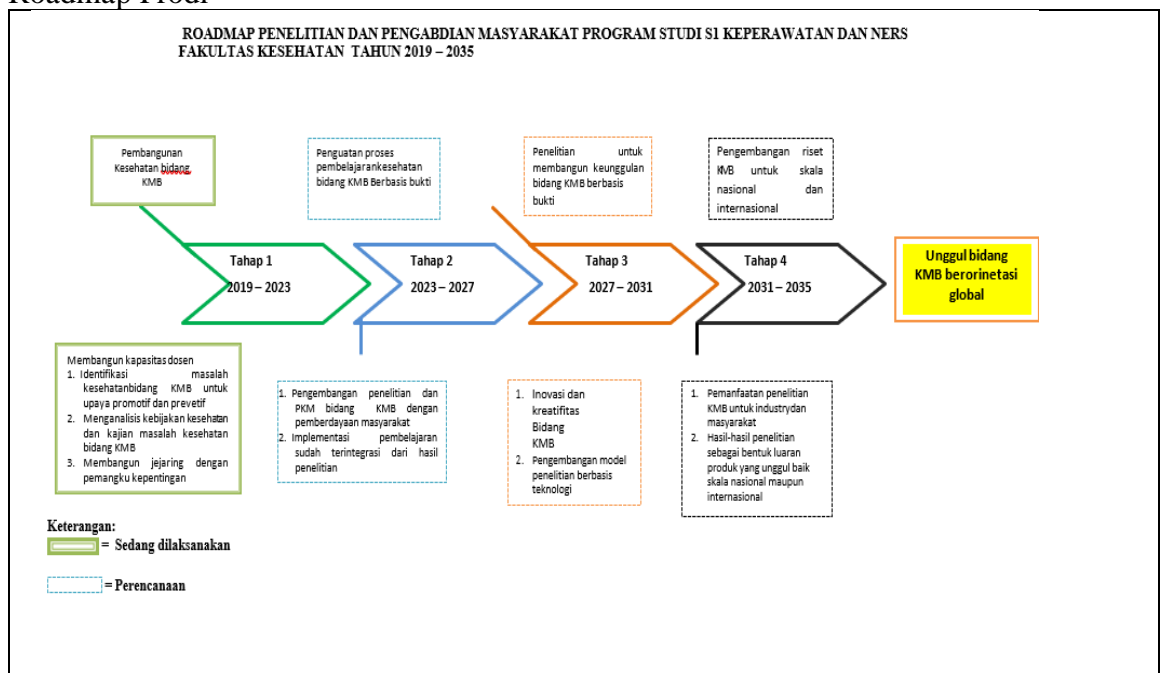 Roadmap Prodi
ROADMAP PENELITIAN DAN PENGABDIAN MASYARAKAT PROGRAM STUDI S1 KEPERAWATAN DAN NERS
FAKULTAS KESEHATAN TAHUN 2019 – 2035
Pembangunan
Kesehatan bidang
KMB
Penguatan proses
pembelajarankesehatan
bidang KMB Berbasis bukti
Penelitian untuk
membangun keunggulan
bidang KMB berbasis
bukti
Pengembangan riset
KMB untuk skala
nasional dan
internasional
Tahap 1
2019 – 2023
Tahap 2
2023 – 2027
Tahap 3
2027 – 2031
Tahap 4
2031 – 2035
Unggul bidang
KMB berorinetasi
global
Membangun kapasitas dosen
1. Identifikasi masalah
kesehatanbidang KMB untuk
upaya promotif dan prevetif
2. Menganalisis kebijakan kesehatan
dan kajian masalah kesehatan
bidang KMB
3. Membangun jejaring dengan
pemangku kepentingan
1. Pengembangan penelitian dan
PKM bidang KMB dengan
pemberdayaan masyarakat
2. Implementasi pembelajaran
sudah terintegrasi dari hasil
penelitian
1. Inovasi dan
kreatifitas
Bidang
KMB
2. Pengembangan model
penelitian berbasis
teknologi
1. Pemanfaatan penelitian
KMB untuk industrydan
masyarakat
2. Hasil-hasil penelitian
sebagai bentuk luaran
produk yang unggul baik
skala nasional maupun
internasional
Keterangan:
= Sedang dilaksanakan
= Perencanaan